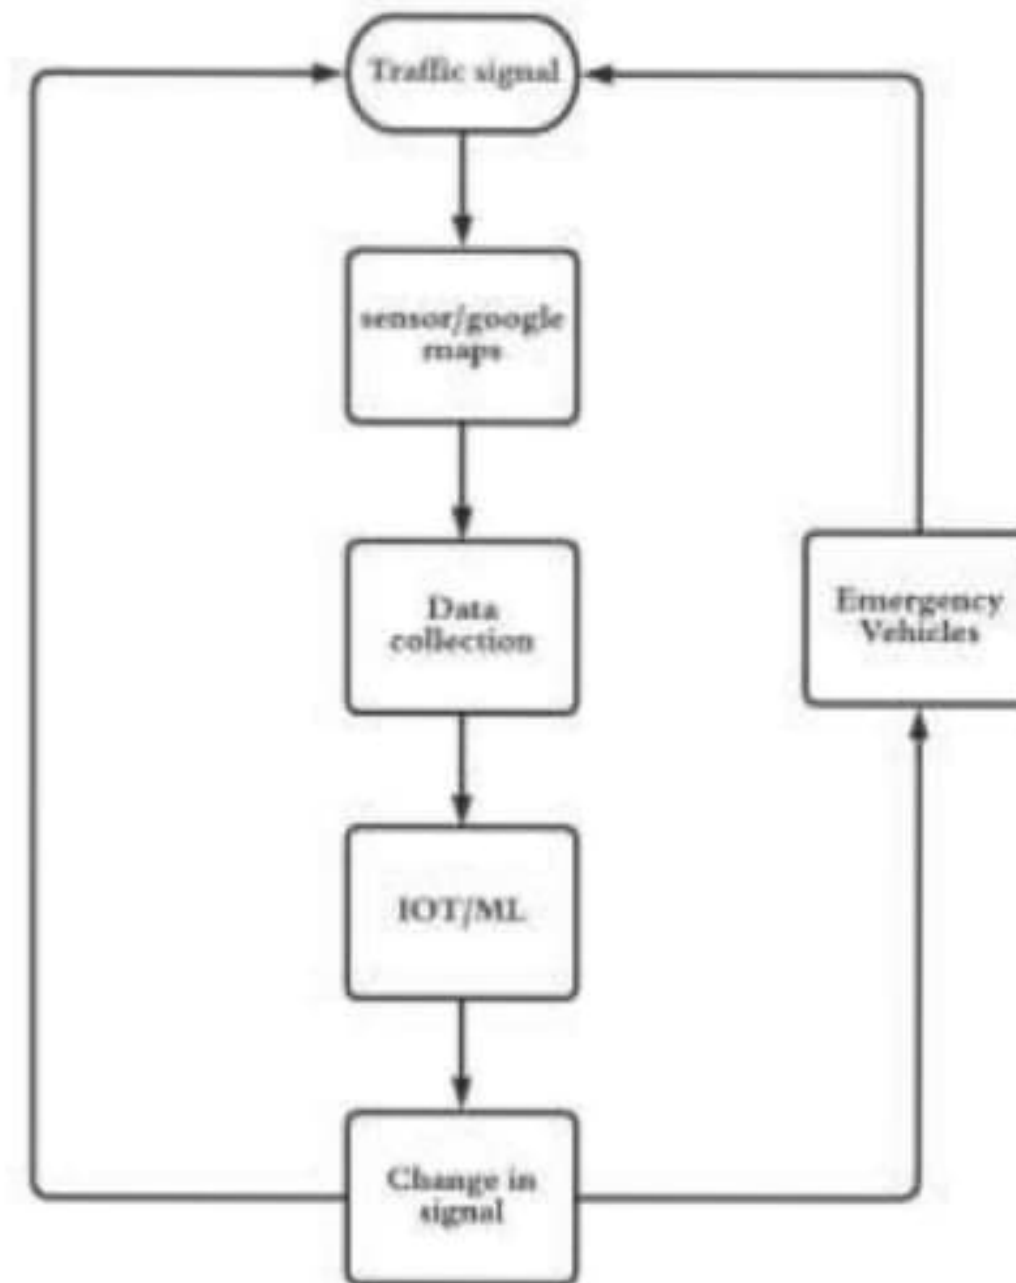 Traffic signal
sensor/google
maps
Data
collection
Emergency
Vehicles
IOT/ML
Change in
signal